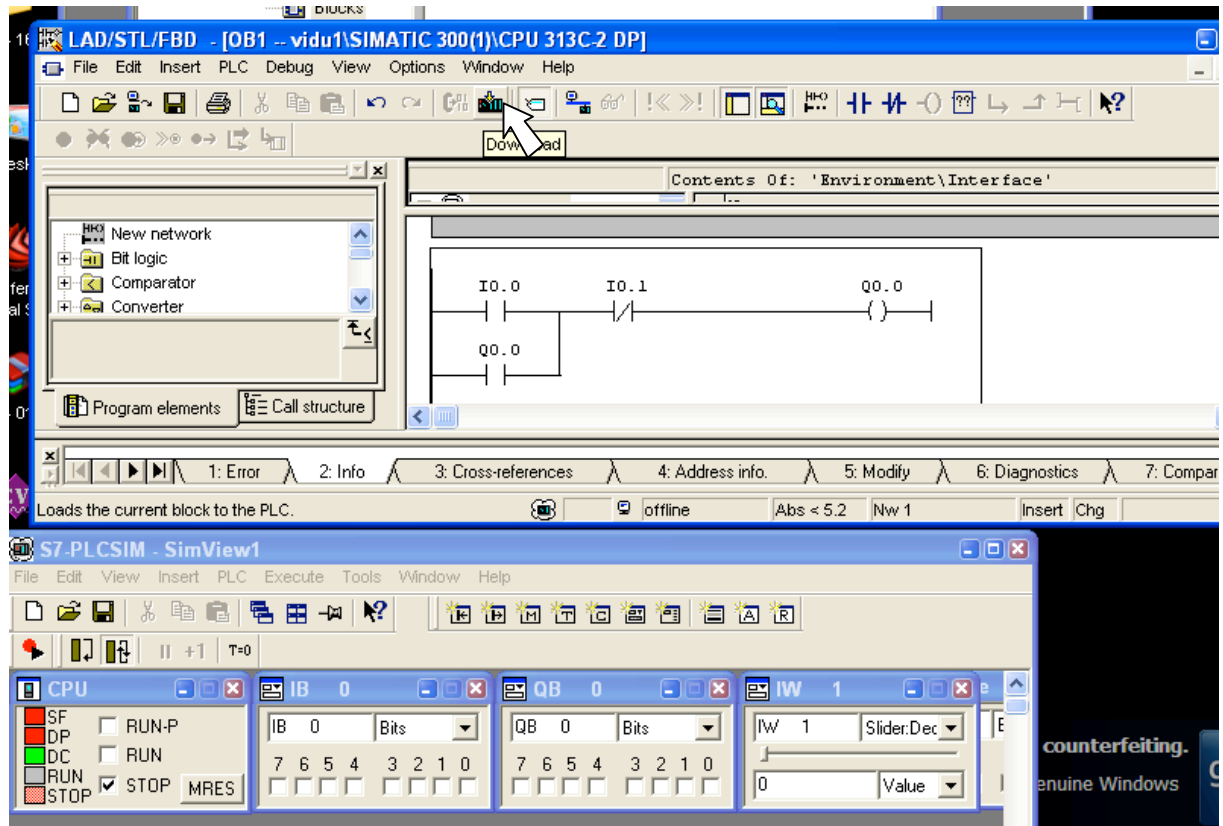 Blocks
LAD/STL/FBD - [OB1 -- vidu1\SIMATIC 300(1)\CPU 313C-2 DP]
File Edit Insert PLC Debug View Options Window Help
Download
Contents Of: 'Environment\Interface'
New network
Bit logic
Comparator
Converter
I0.0 I0.1 Q0.0
Q0.0
Program elements Call structure
1: Error 2: Info 3: Cross-references 4: Address info. 5: Modify 6: Diagnostics 7: Compar
Loads the current block to the PLC. offline Abs < 5.2 Nw 1 Insert Chg
S7-PLCSIM - SimView1
File Edit View Insert PLC Execute Tools Window Help
+1 T=0
CPU IB 0 QB 0 IW 1
SF
DP
DC
RUN
STOP
RUN-P
RUN
STOP MRES
IB 0 Bits
7 6 5 4 3 2 1 0
QB 0 Bits
7 6 5 4 3 2 1 0
IW 1 Slider:Dec
0 Value
counterfeiting.
enuine Windows